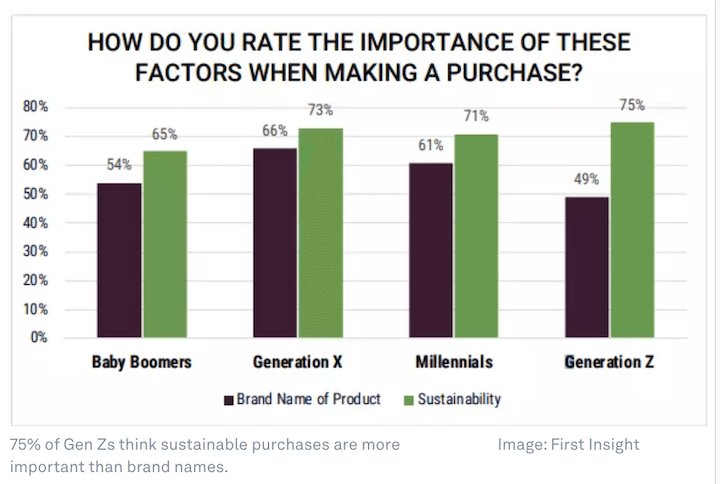 HOW DO YOU RATE THE IMPORTANCE OF THESE
FACTORS WHEN MAKING A PURCHASE?
80%
70%
60%
50%
40%
30%
20%
10%
0%
54%
65%
66%
73%
61%
71%
49%
75%
Baby Boomers
Generation X
Millennials
Generation Z
Brand Name of Product
Sustainability
75% of Gen Zs think sustainable purchases are more
important than brand names.
Image: First Insight